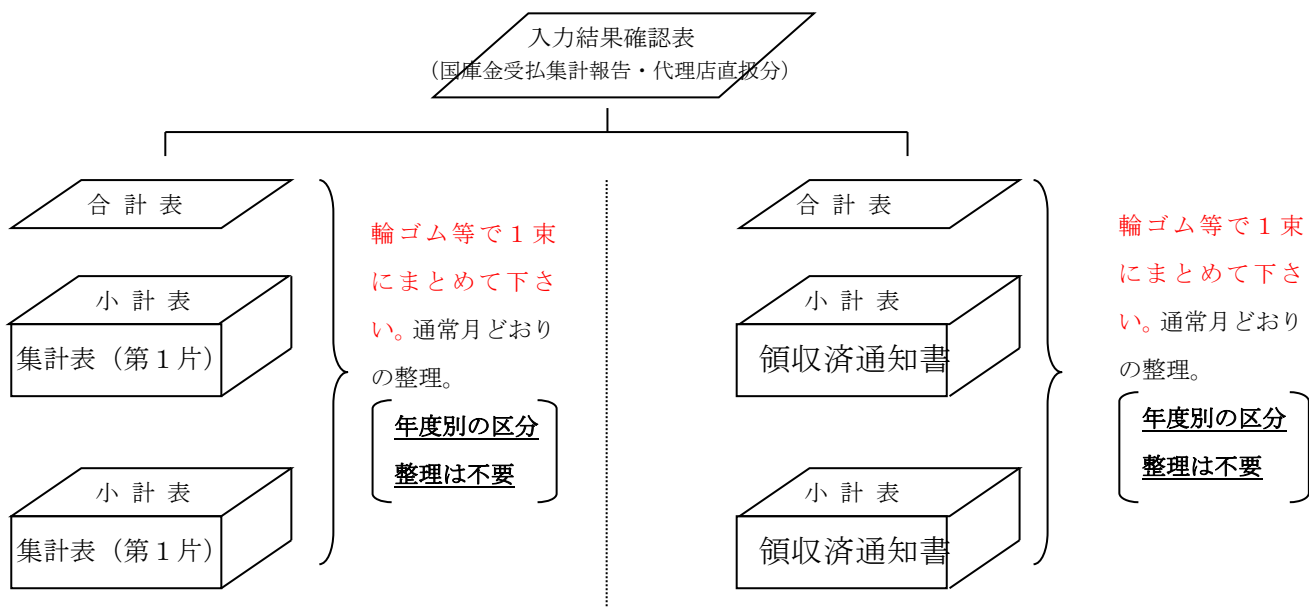 入力結果確認表
(国庫金受払集計報告・代理店直扱分)
合計表
小計表
集計表（第１片）
小計表
集計表（第１片）
輪ゴム等で１束
にまとめて下さ
い。通常月どおり
の整理。
年度別の区分
整理は不要
合計表
小計表
領収済通知書
小計表
領収済通知書
輪ゴム等で１束
にまとめて下さ
い。通常月どおり
の整理。
年度別の区分
整理は不要